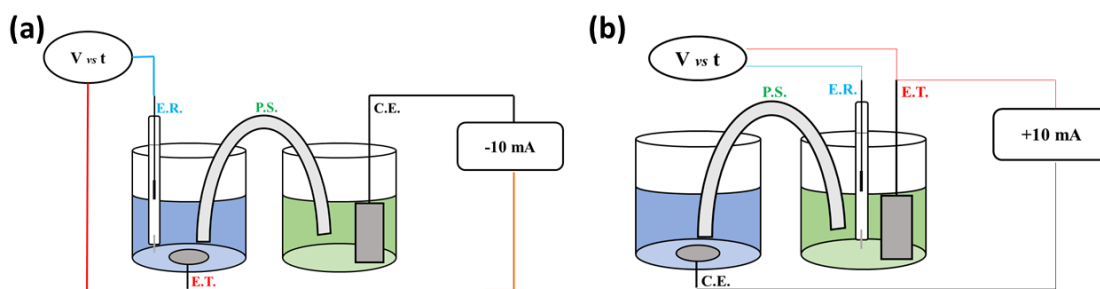 (a)
V vs t
E.R.
P.S.
C.E.
-10 mA
E.T.
(b)
V vs t
P.S.
E.R.
E.T.
+10 mA
C.E.